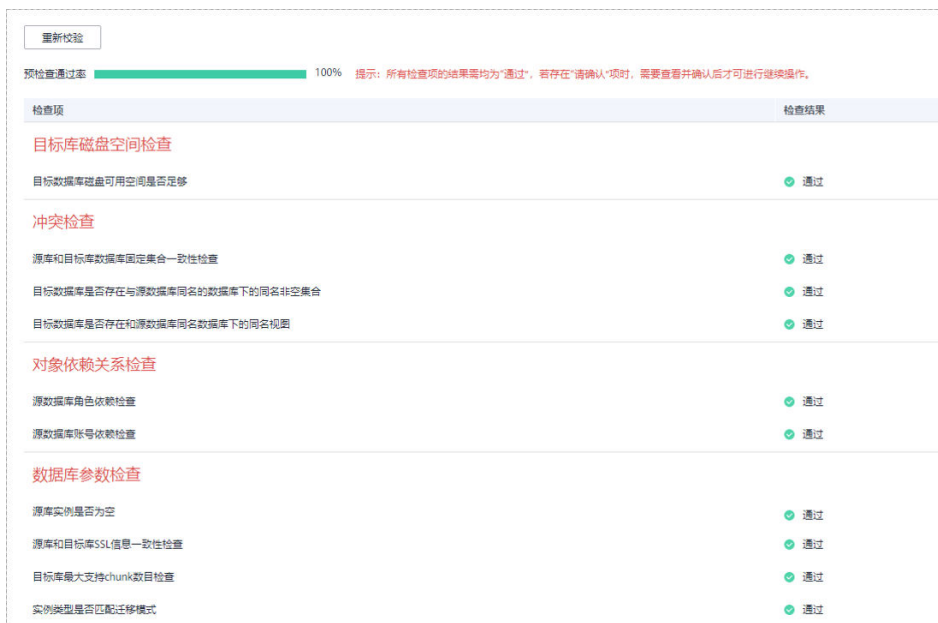 重新校验
预检查通过率 100% 提示：所有检查项的结果需均为“通过”，若存在“请确认”项时，需要查看并确认后才可进行继续操作。
检查项 检查结果
目标库磁盘空间检查
目标数据库磁盘可用空间是否足够 通过
冲突检查
源库和目标库数据库固定集合一致性检查 通过
目标数据库是否存在与源数据库同名的数据库下的同名非空集合 通过
目标数据库是否存在和源数据库同名数据库下的同名视图 通过
对象依赖关系检查
源数据库角色依赖检查 通过
源数据库账号依赖检查 通过
数据库参数检查
源库实例是否为空 通过
源库和目标库SSL信息一致性检查 通过
目标库最大支持chunk数目检查 通过
实例类型是否匹配迁移模式 通过